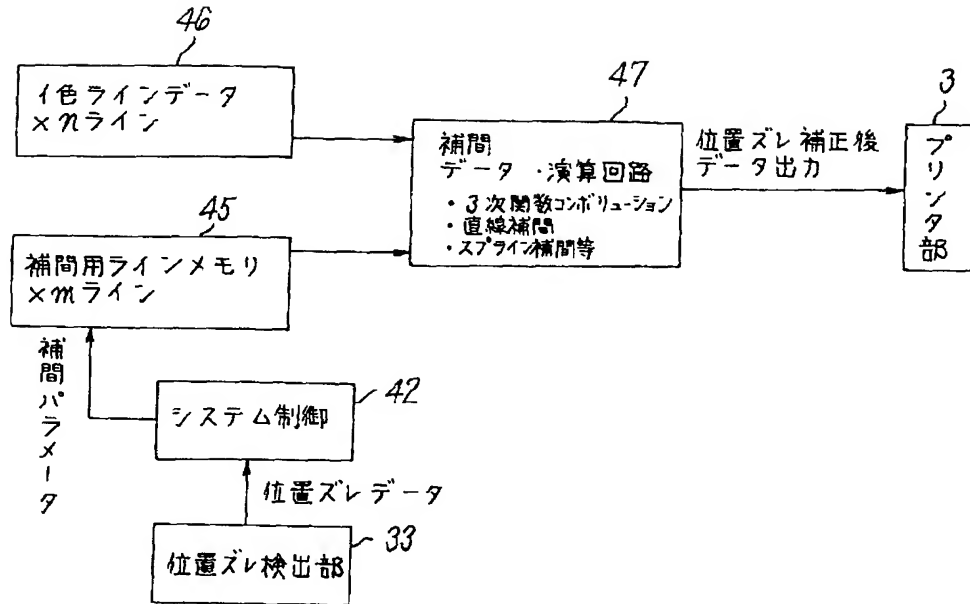 46
1色ラインデータ
×nライン
47
補間
データ・演算回路
・3次関数コンボリューション
・直線補間
・スプライン補間等
位置ズレ補正後
データ出力
3
プリンタ部
45
補間用ラインメモリ
×mライン
補間パラメータ
42
システム制御
位置ズレデータ
33
位置ズレ検出部